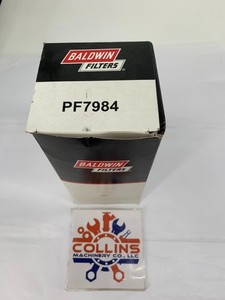 BALDWIN
FILTERS
PF7984
BALDWIN
FILTERS
COLLINS
MACHINERY CO., LLC